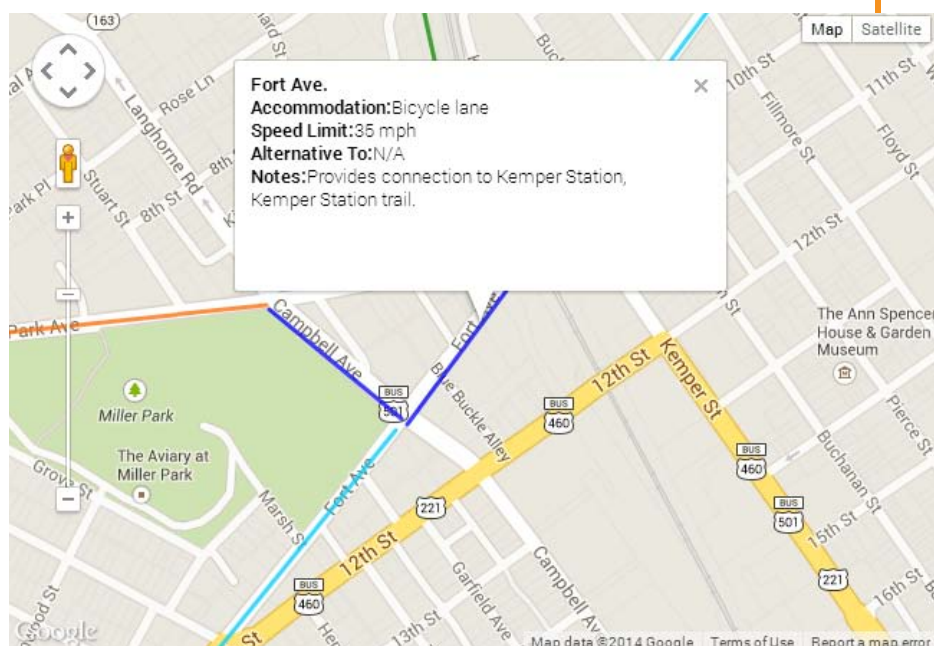 163
Map
Satellite
Fort Ave.
Accommodation:Bicycle lane
Speed Limit:35 mph
Alternative To:N/A
Notes:Provides connection to Kemper Station,
Kemper Station trail.
Rose Ln
Langhorne Rd
Stuart St
8th St
8th
10th St
11th St
Fillmore St
Floyd St
12th St
Park Ave
Campbell Ave
Fort
Blue Buckle Alley
BUS
501
12th St
Kemper St
The Ann Spencer
House & Garden
Museum
Miller Park
BUS
460
Pierce St
The Aviary at
Miller Park
Grove St
Buchanan St
BUS
460
BUS
501
Fort Ave
Marsh S
221
15th St
12th St
Campbell Av
Garfield Ave
221
16th St
BUS
460
13th St
St
Google
Map data ©2014 Google
Terms of Use
Report a map error